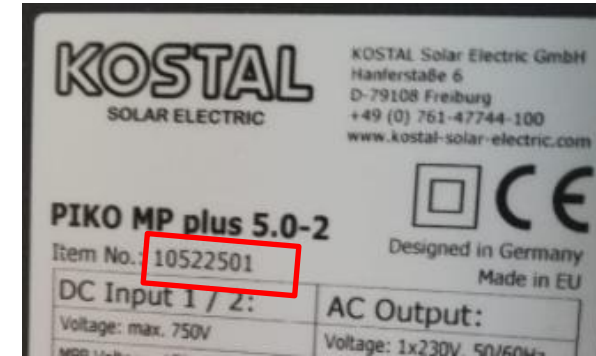 KOSTAL
SOLAR ELECTRIC
KOSTAL Solar Electric GmbH
Hanferstaße 6
D-79108 Freiburg
+49 (0) 761-47744-100
www.kostal-solar-electric.com
CE
PIKO MP plus 5.0-2
Item No.: 10522501
Designed in Germany
Made in EU
DC Input 1 / 2:
Voltage: max. 750V
AC Output:
Voltage: 1x230V, 50/60Hz